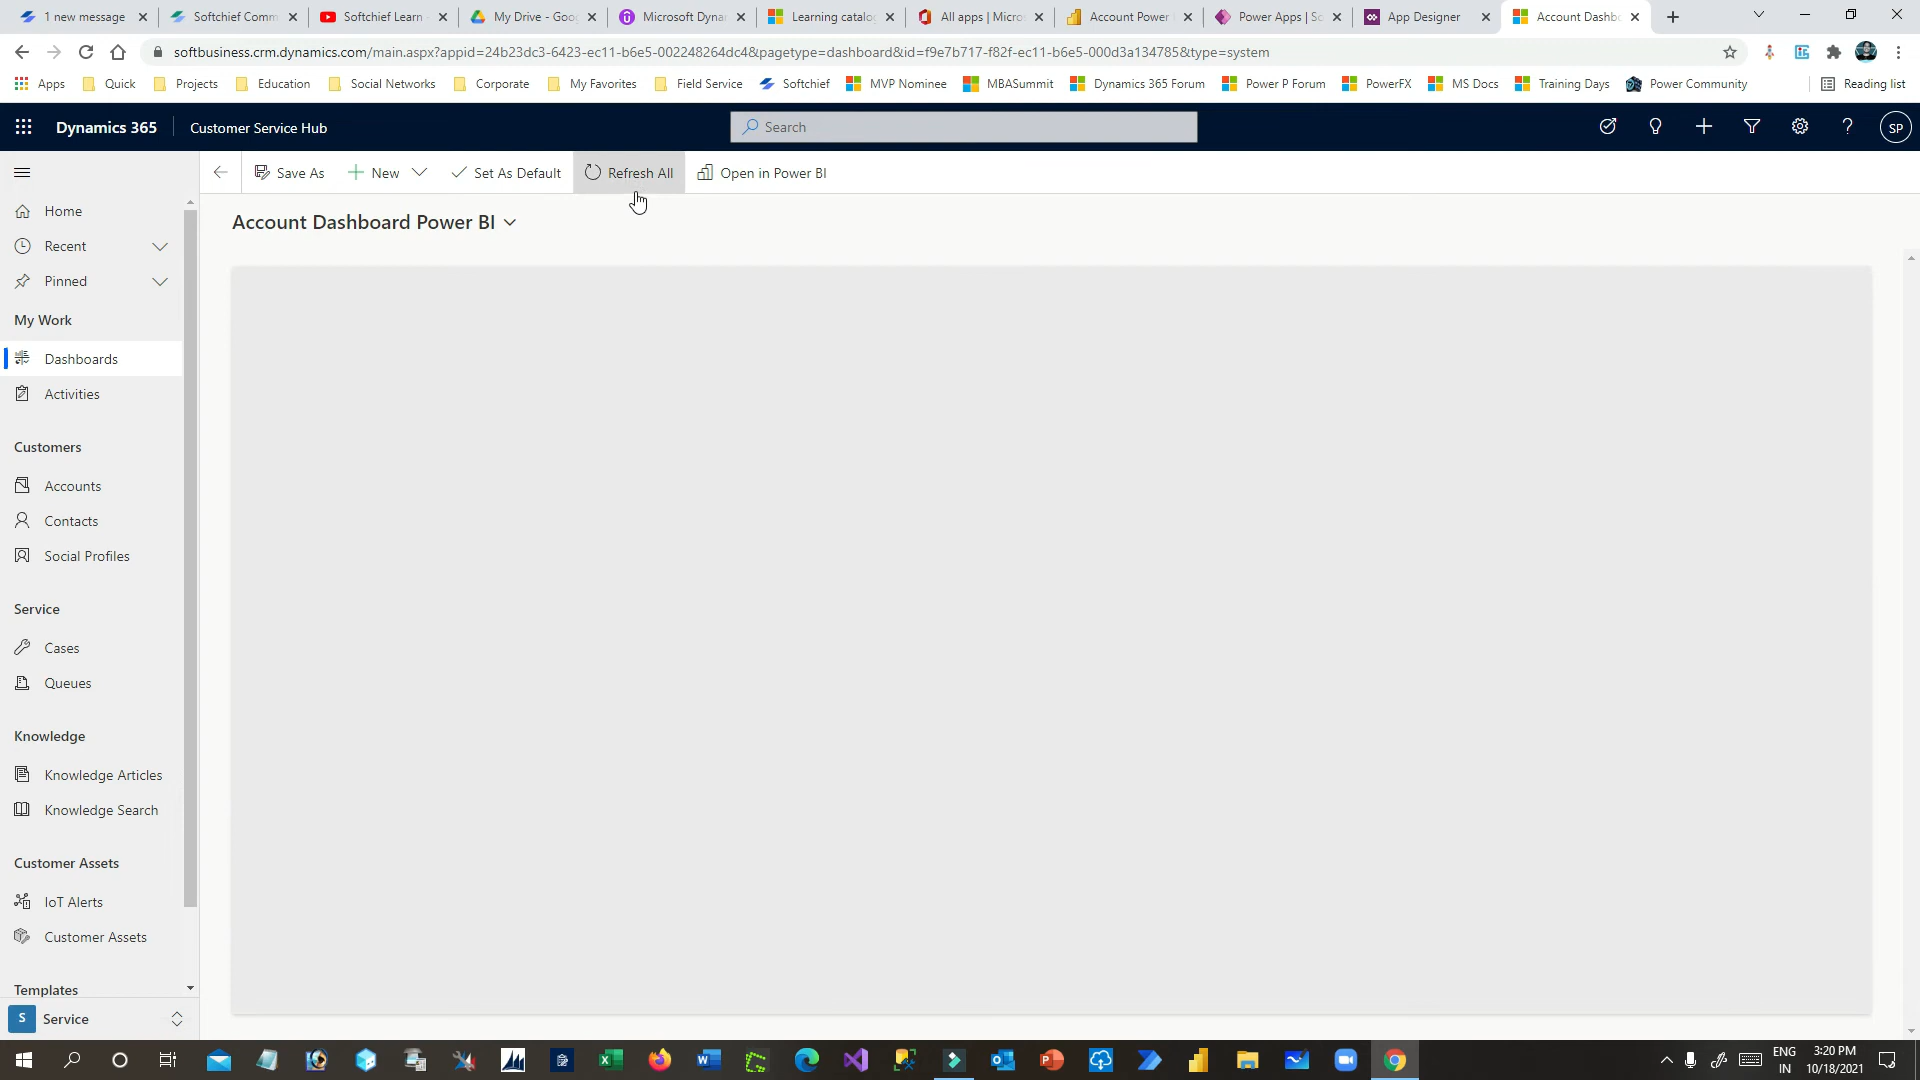 1 new message
Softchief Comm
Softchief Learn
My Drive - Goo
Microsoft Dyna
Learning catalo
All apps | Micro
Account Power
Power Apps | So
App Designer
Account Dashbo
softbusiness.crm.dynamics.com/main.aspx?appid=24b23dc3-6423-ec11-b6e5-002248264dc4&pagetype=dashboard&id=f9e7b717-f82f-ec11-b6e5-000d3a134785&type=system
Apps
Quick
Projects
Education
Social Networks
Corporate
My Favorites
Field Service
Softchief
MVP Nominee
MBASummit
Dynamics 365 Forum
Power P Forum
PowerFX
MS Docs
Training Days
Power Community
Reading list
Dynamics 365
Customer Service Hub
Search
SP
Save As
New
Set As Default
Refresh All
Open in Power BI
Account Dashboard Power BI
Home
Recent
Pinned
My Work
Dashboards
Activities
Customers
Accounts
Contacts
Social Profiles
Service
Cases
Queues
Knowledge
Knowledge Articles
Knowledge Search
Customer Assets
IoT Alerts
Customer Assets
Templates
S Service
ENG
IN
3:20 PM
10/18/2021